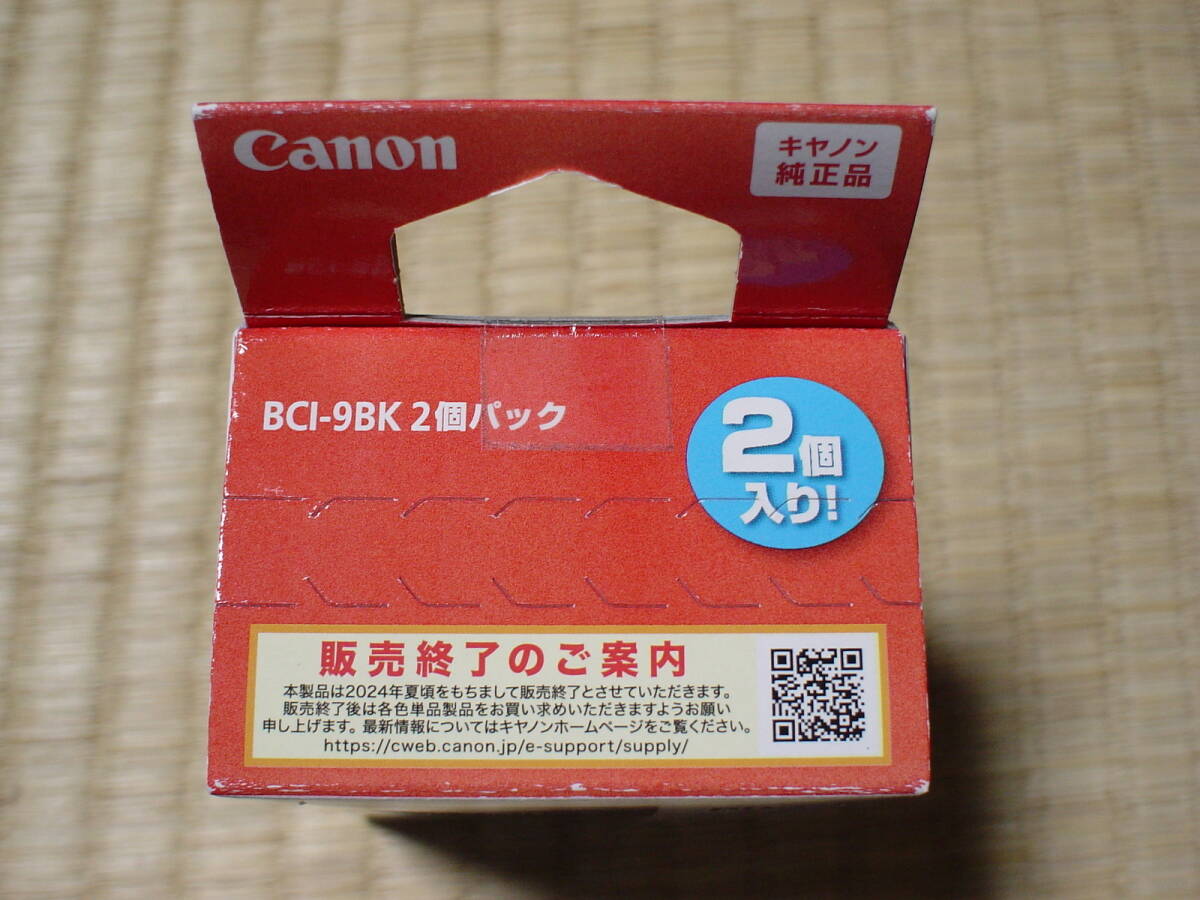 Canon
キヤノン
純正品
BCI-9BK 2個パック
2個
入り!
販売終了のご案内
本製品は2024年夏頃をもちまして販売終了とさせていただきます。
販売終了後は各色単品製品をお買い求めいただきますようお願い
申し上げます。最新情報についてはキヤノンホームページをご覧ください。
https://cweb.canon.jp/e-support/supply/